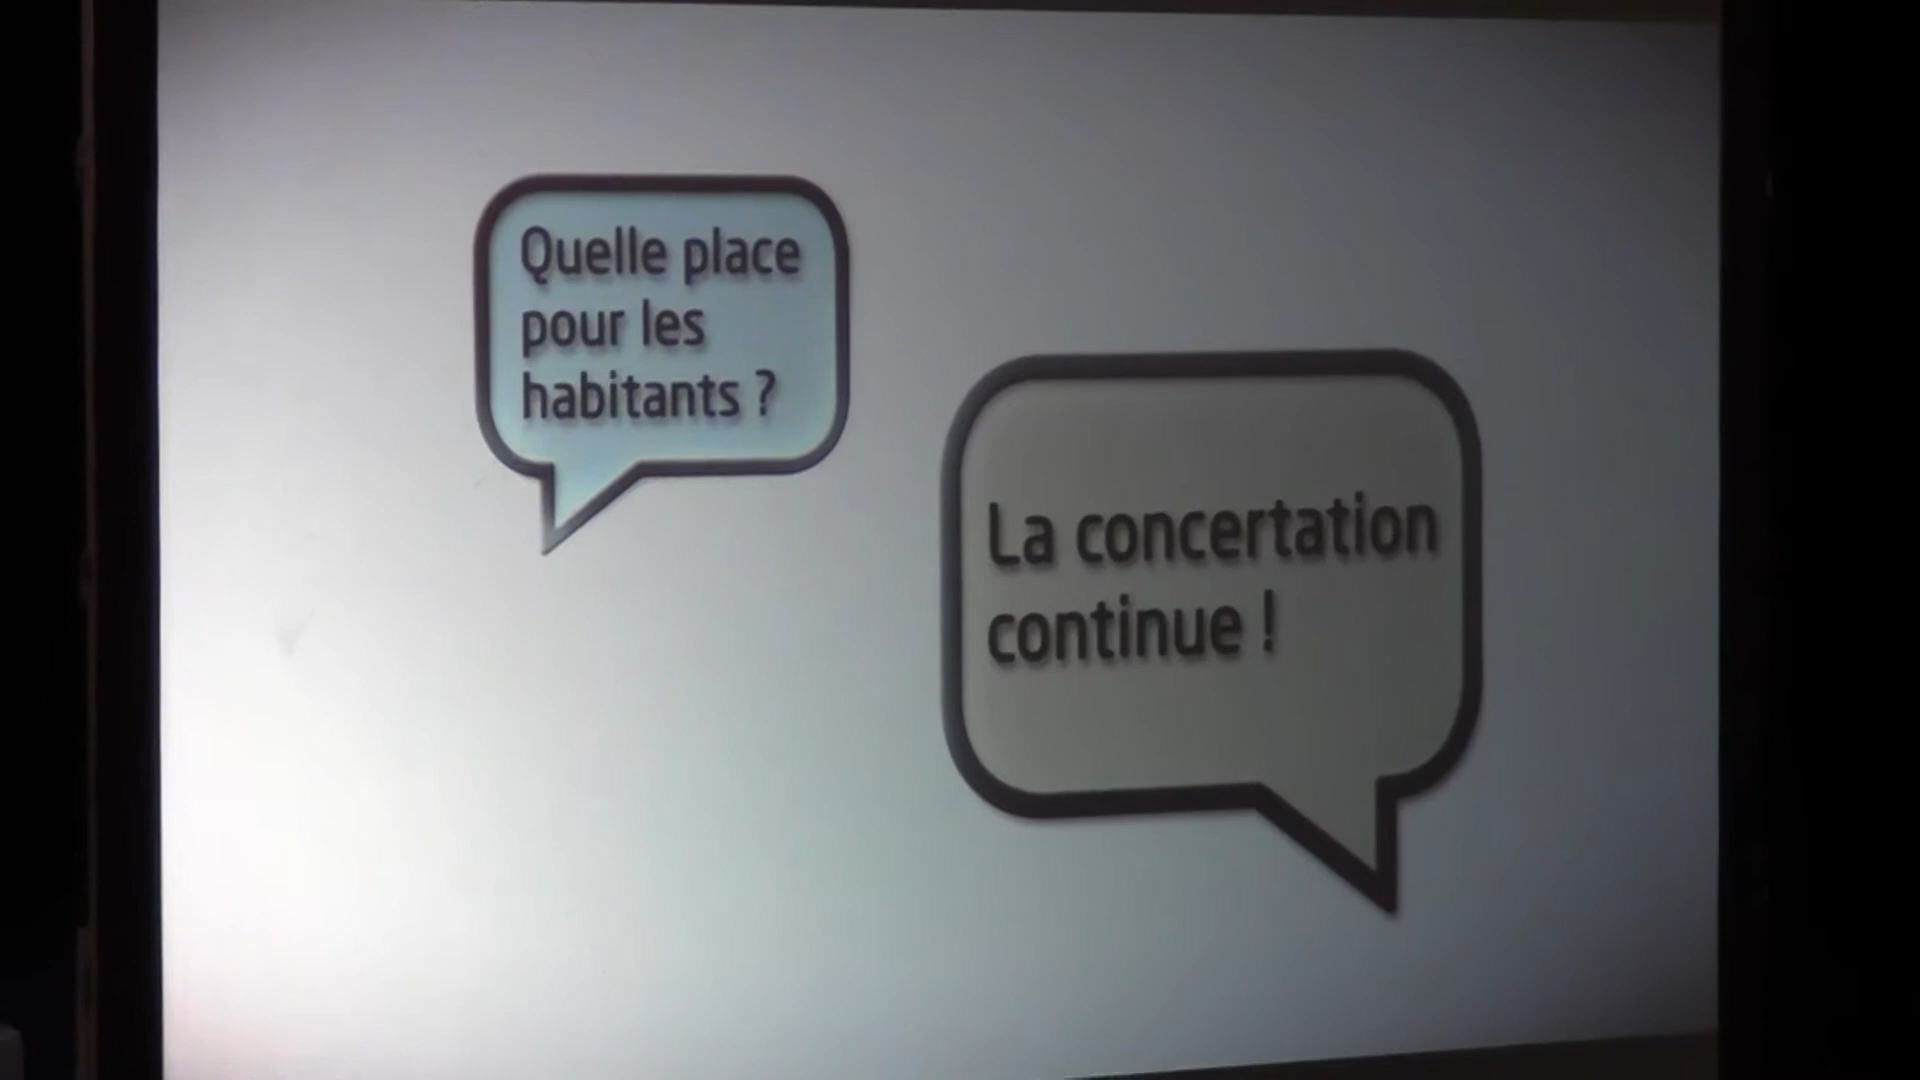 Quelle place
pour les
habitants ?
La concertation
continue !